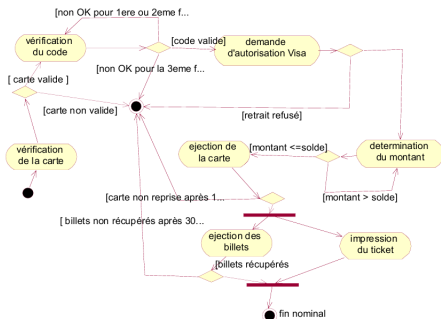 [non OK pour 1ere ou 2eme f...
vérification
du code
[code valide]
demande
d'autorisation Visa
[non OK pour la 3eme f...
[ carte valide ]
[carte non valide]
[retrait refusé]
vérification
de la carte
ejection de
la carte
[montant <=solde]
determination
du montant
[carte non reprise après 1...
[montant > solde]
[ billets non récupérés après 30...
ejection des
billets
impression
du ticket
[billets récupérés
fin nominal